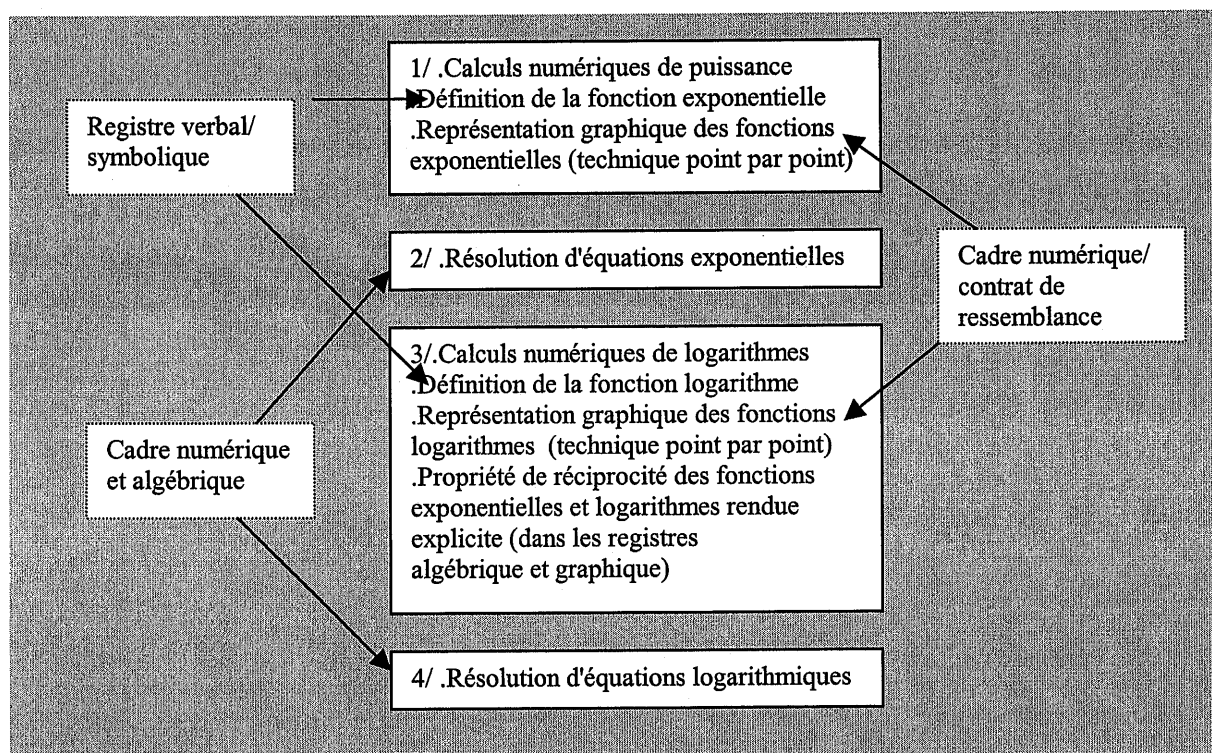 1/ .Calculs numériques de puissance
.Définition de la fonction exponentielle
.Représentation graphique des fonctions
exponentielles (technique point par point)
Registre verbal/
symbolique
2/ .Résolution d'équations exponentielles
Cadre numérique/
contrat de
ressemblance
3/.Calculs numériques de logarithmes
.Définition de la fonction logarithme
.Représentation graphique des fonctions
logarithmes (technique point par point)
.Propriété de réciprocité des fonctions
exponentielles et logarithmes rendue
explicite (dans les registres
algébrique et graphique)
Cadre numérique
et algébrique
4/ .Résolution d'équations logarithmiques